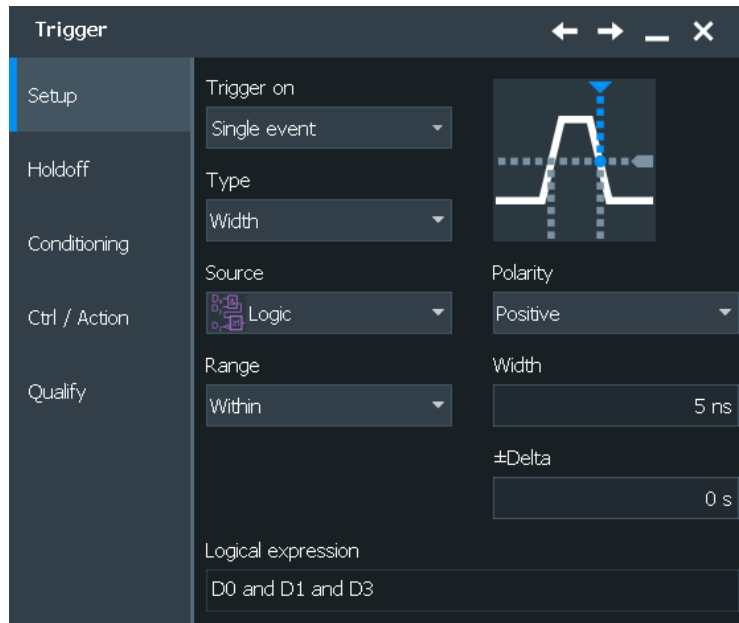 Trigger
Setup
Holdoff
Conditioning
Ctrl / Action
Qualify
Trigger on
Single event
Type
Width
Source
Logic
Polarity
Positive
Range
Within
Width
5 ns
±Delta
0 s
Logical expression
D0 and D1 and D3